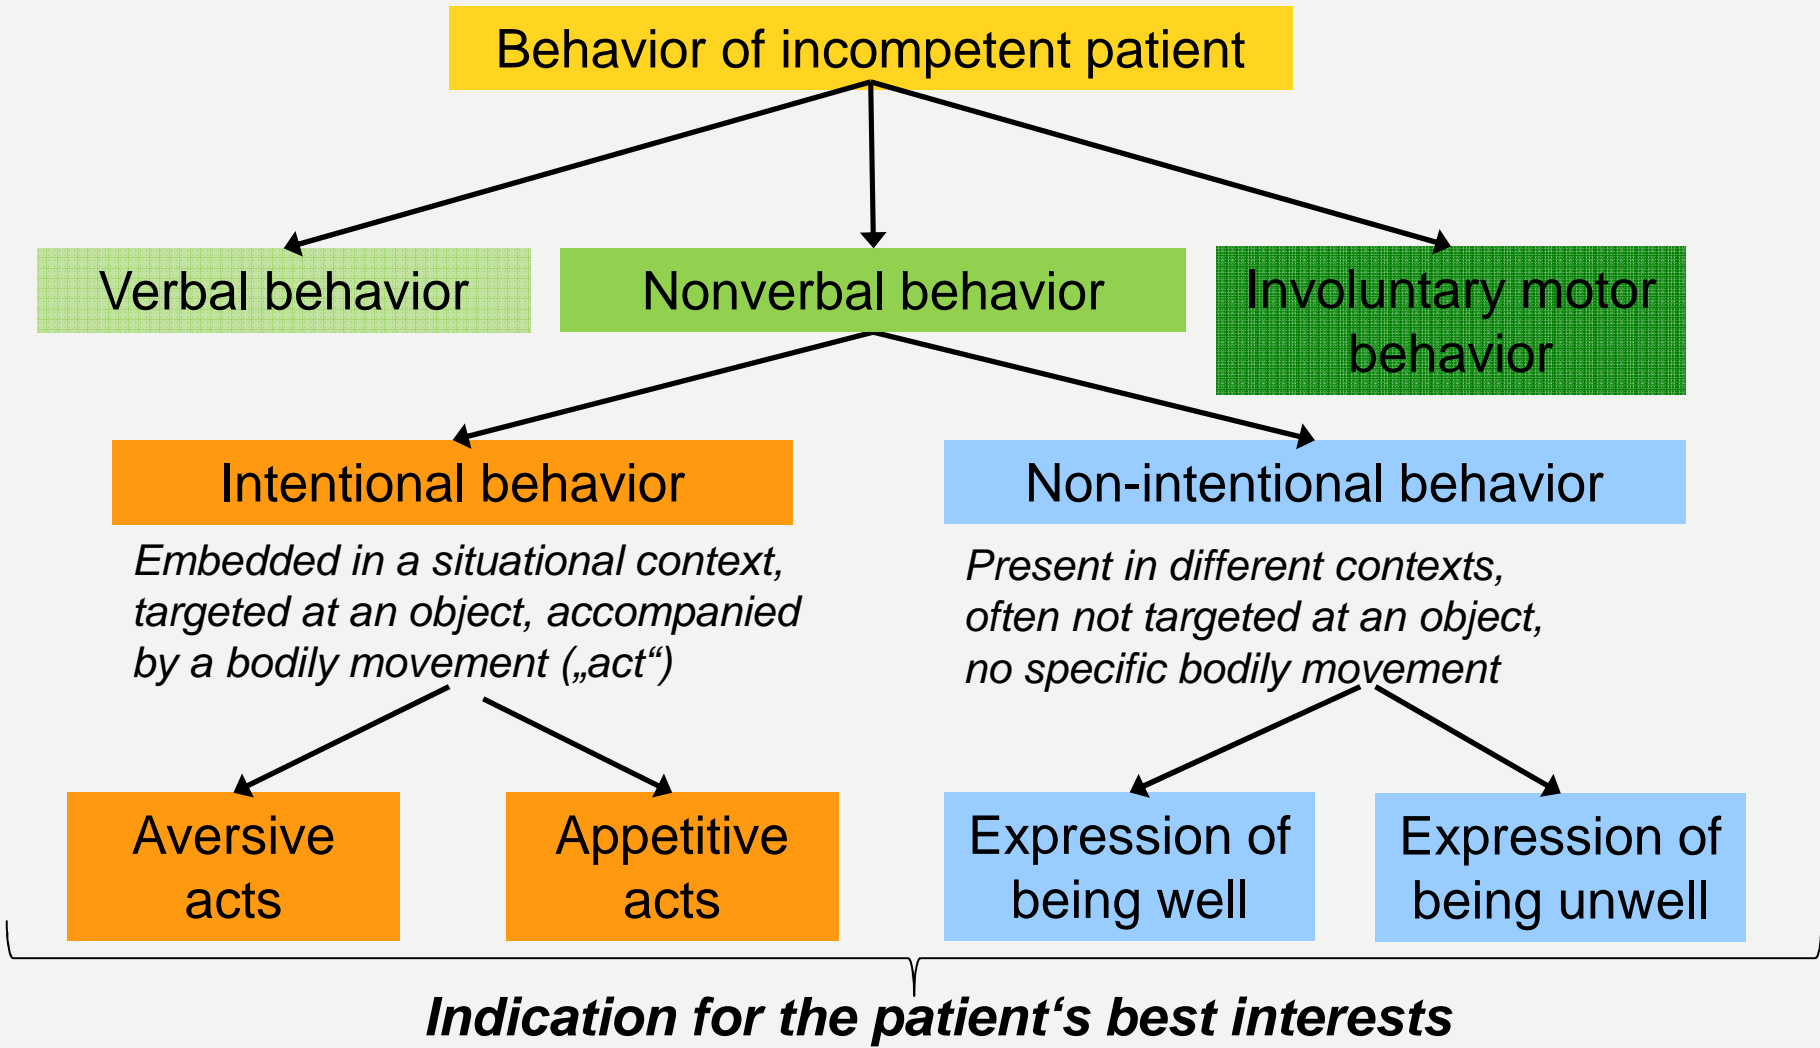 Behavior of incompetent patient
Verbal behavior
Nonverbal behavior
Involuntary motor
behavior
Intentional behavior
Non-intentional behavior
Embedded in a situational context,
targeted at an object, accompanied
by a bodily movement („act“)
Present in different contexts,
often not targeted at an object,
no specific bodily movement
Aversive
acts
Appetitive
acts
Expression of
being well
Expression of
being unwell
Indication for the patient‘s best interests